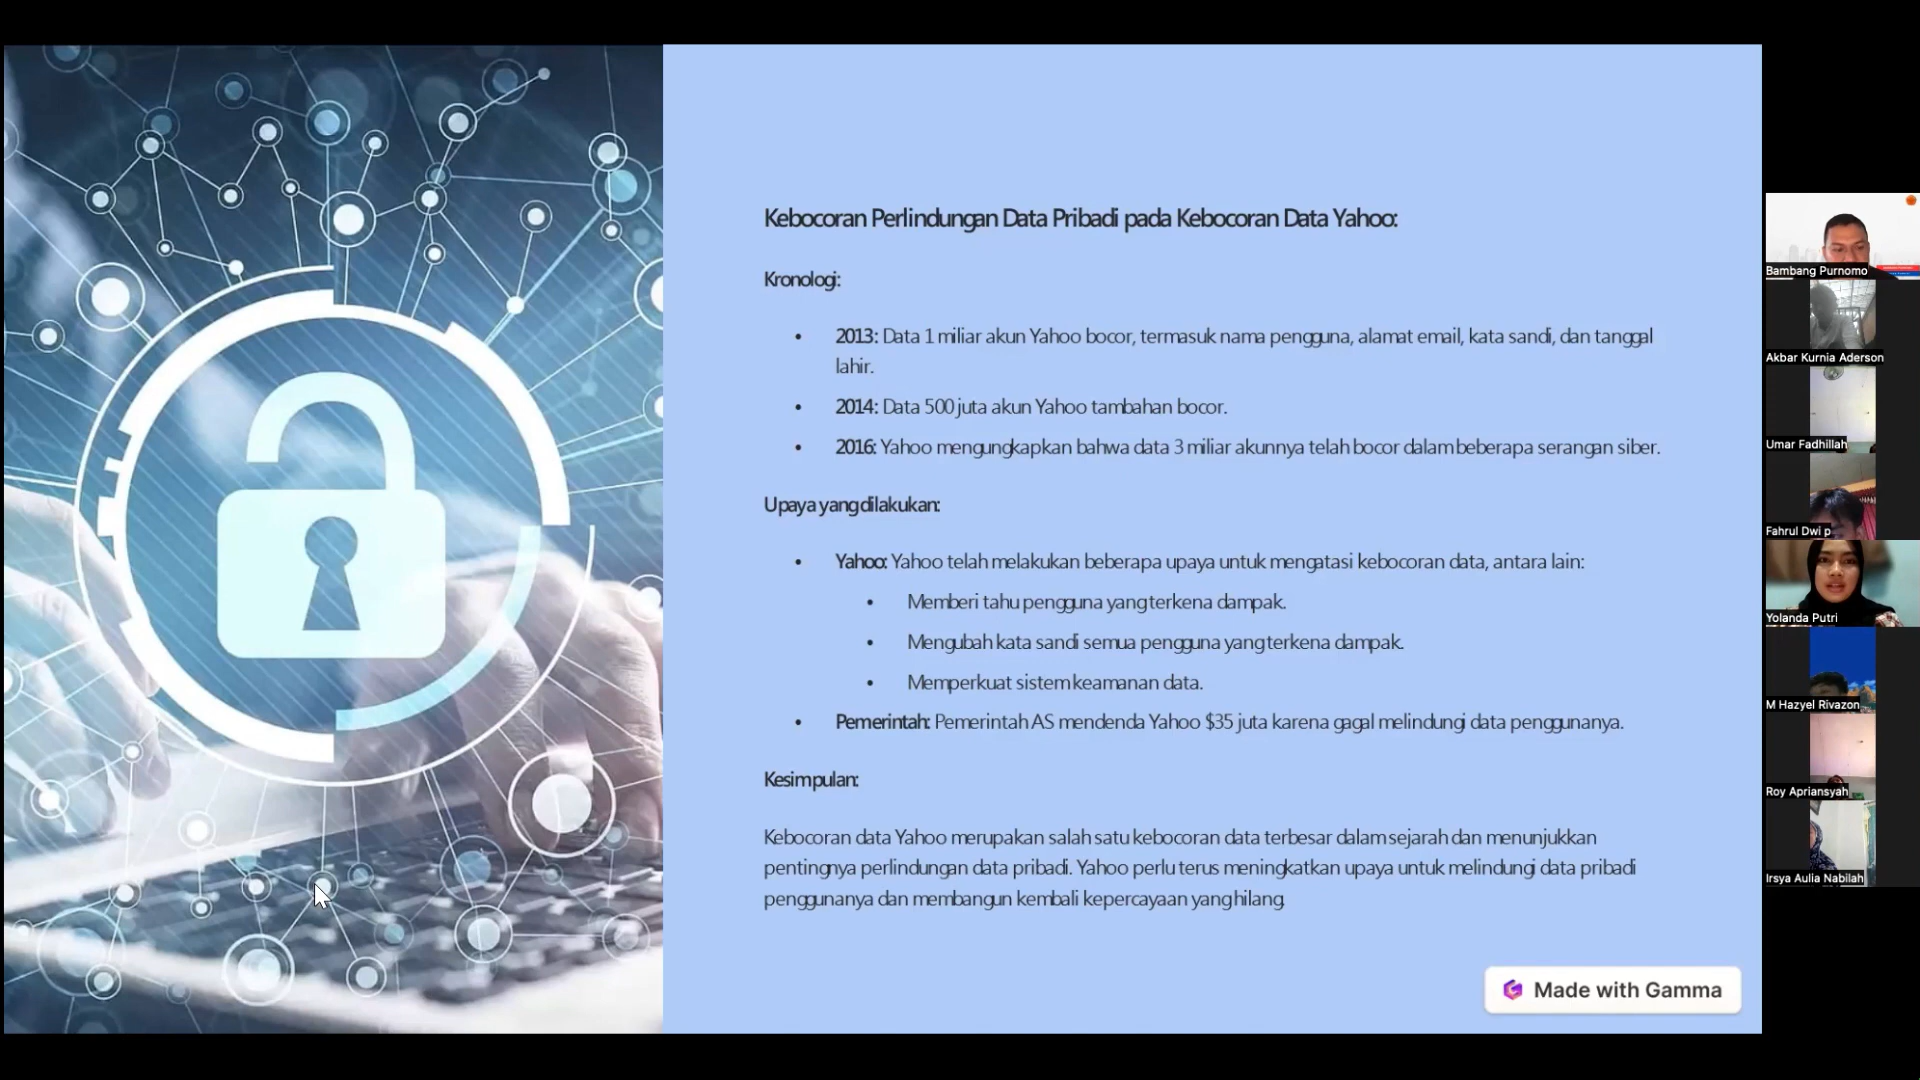 Kebocoran Perlindungan Data Pribadi pada Kebocoran Data Yahoo:
Kronologi:
• 2013: Data 1 miliar akun Yahoo bocor, termasuk nama pengguna, alamat email, kata sandi, dan tanggal
lahir.
• 2014: Data 500 juta akun Yahoo tambahan bocor.
• 2016: Yahoo mengungkapkan bahwa data 3 miliar akunnya telah bocor dalam beberapa serangan siber.
Upaya yang dilakukan:
• Yahoo: Yahoo telah melakukan beberapa upaya untuk mengatasi kebocoran data, antara lain:
• Memberi tahu pengguna yang terkena dampak.
• Mengubah kata sandi semua pengguna yang terkena dampak.
• Memperkuat sistem keamanan data.
• Pemerintah: Pemerintah AS mendenda Yahoo $35 juta karena gagal melindungi data penggunanya.
Kesimpulan:
Kebocoran data Yahoo merupakan salah satu kebocoran data terbesar dalam sejarah dan menunjukkan
pentingnya perlindungan data pribadi. Yahoo perlu terus meningkatkan upaya untuk melindungi data pribadi
penggunanya dan membangun kembali kepercayaan yang hilang.
Made with Gamma
Bambang Purnomo
Akbar Kurnia Aderson
Umar Fadhillah
Fahrul Dwi p
Yolanda Putri
M Hazyel Rivazon
Roy Apriansyah
Irsya Aulia Nabilah